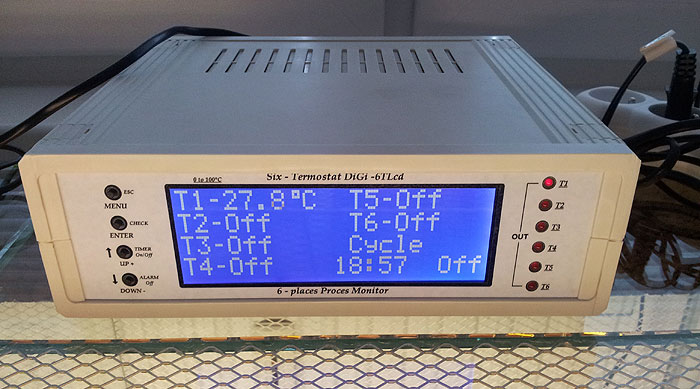 Six - Termostat DiGi -6TLcd
0 to 100°C
T1-27.8°C T5-Off
T2-Off T6-Off
T3-Off Cycle
T4-Off 18:57 Off
6 - places Proces Monitor
ESC
MENU
CHECK
ENTER
↑ TIMER
On/Off
UP +
↓ ALARM
Off
DOWN -
OUT
T1
T2
T3
T4
T5
T6